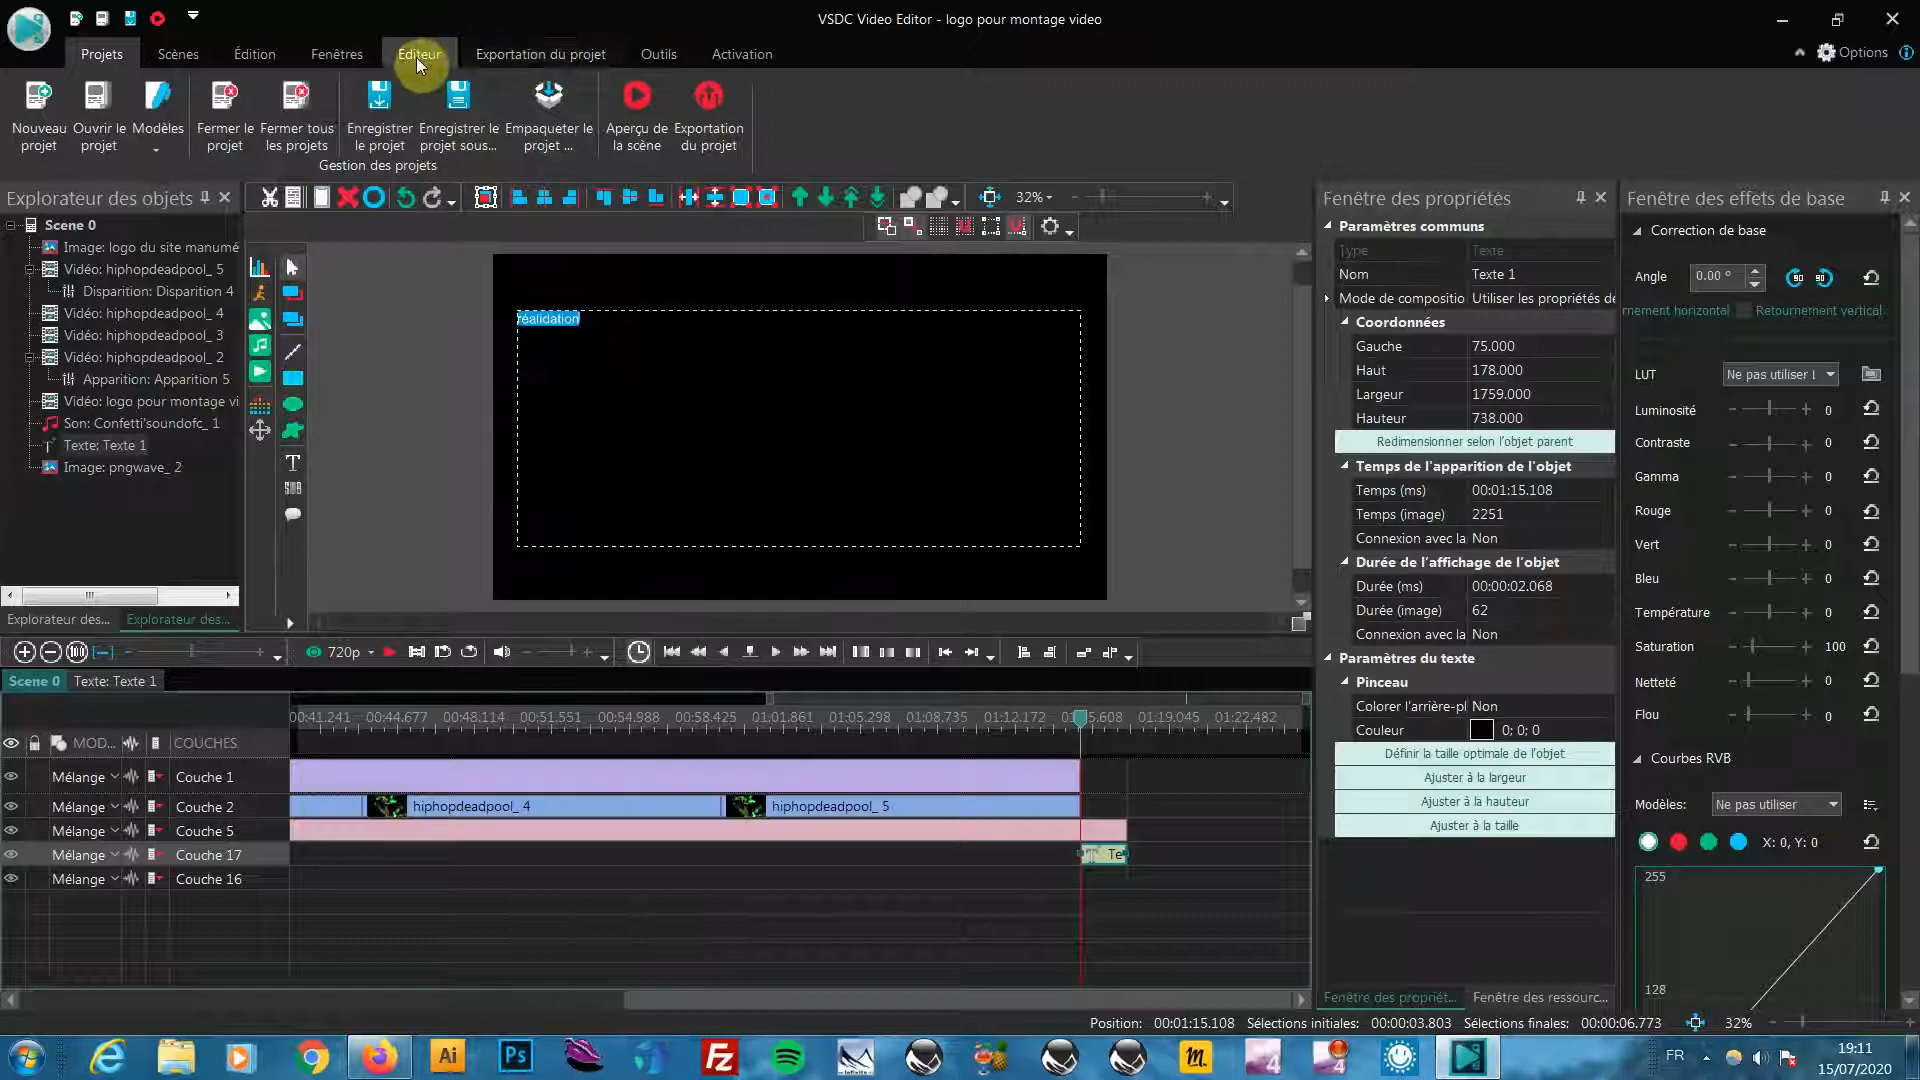 VSDC Video Editor - logo pour montage video
Projets
Scènes
Édition
Fenêtres
Editeur
Exportation du projet
Outils
Activation
Options
Nouveau projet
Ouvrir le projet
Modèles
Fermer le projet
Fermer tous les projets
Enregistrer le projet
Enregistrer le projet sous...
Empaqueter le projet ...
Aperçu de la scène
Exportation du projet
Gestion des projets
Explorateur des objets
32%
Fenêtre des propriétés
Fenêtre des effets de base
Scene 0
Image: logo du site manumé
Vidéo: hiphopdeadpool_ 5
Disparition: Disparition 4
Vidéo: hiphopdeadpool_ 4
Vidéo: hiphopdeadpool_ 3
Vidéo: hiphopdeadpool_ 2
Apparition: Apparition 5
Vidéo: logo pour montage vi
Son: Confetti'soundofc_ 1
Texte: Texte 1
Image: pngwave_ 2
Explorateur des...
Explorateur des...
réalidation
Paramètres communs
Type Texte
Nom Texte 1
Mode de compositio Utiliser les propriétés de
Coordonnées
Gauche 75.000
Haut 178.000
Largeur 1759.000
Hauteur 738.000
Redimensionner selon l'objet parent
Temps de l'apparition de l'objet
Temps (ms) 00:01:15.108
Temps (image) 2251
Connexion avec la Non
Durée de l'affichage de l'objet
Durée (ms) 00:00:02.068
Durée (image) 62
Connexion avec la Non
Paramètres du texte
Pinceau
Colorer l'arrière-pl Non
Couleur 0; 0; 0
Définir la taille optimale de l'objet
Ajuster à la largeur
Ajuster à la hauteur
Ajuster à la taille
Fenêtre des propriét...
Fenêtre des ressourc...
Correction de base
Angle 0.00 ° 90 90
rnement horizontal Retournement vertical
LUT Ne pas utiliser l
Luminosité 0
Contraste 0
Gamma 0
Rouge 0
Vert 0
Bleu 0
Température 0
Saturation 100
Netteté 0
Flou 0
Courbes RVB
Modèles: Ne pas utiliser
X: 0, Y: 0
255
128
720p
Scene 0
Texte: Texte 1
00:41.241 00:44.677 00:48.114 00:51.551 00:54.988 00:58.425 01:01.861 01:05.298 01:08.735 01:12.172 5.608 01:19.045 01:22.482
MOD... COUCHES
Mélange Couche 1
Mélange Couche 2 hiphopdeadpool_ 4 hiphopdeadpool_ 5
Mélange Couche 5
Mélange Couche 17 Te
Mélange Couche 16
Position: 00:01:15.108 Sélections initiales: 00:00:03.803 Sélections finales: 00:00:06.773 32%
Ai
Ps
FZ
m.
4
4
FR
19:11
15/07/2020